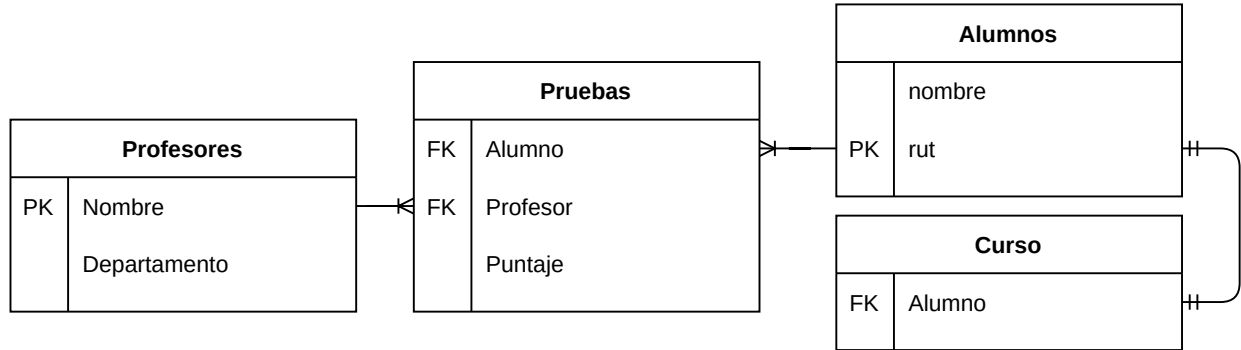 Profesores
PK Nombre
Departamento
Pruebas
FK Alumno
FK Profesor
Puntaje
Alumnos
nombre
PK rut
Curso
FK Alumno